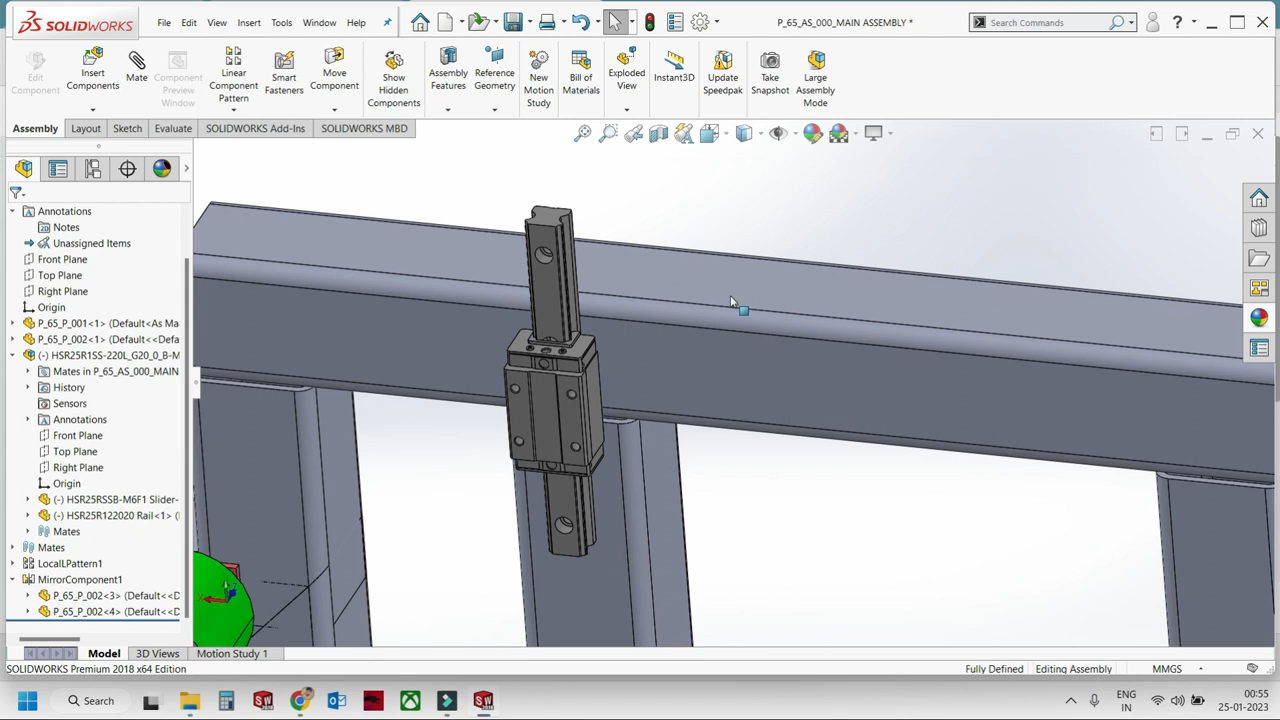 SOLIDWORKS
File
Edit
View
Insert
Tools
Window
Help
P_65_AS_000_MAIN ASSEMBLY *
Search Commands
?
Edit
Component
Insert
Components
Mate
Component
Preview
Window
Linear
Component
Pattern
Smart
Fasteners
Move
Component
Show
Hidden
Components
Assembly
Features
Reference
Geometry
New
Motion
Study
Bill of
Materials
Exploded
View
Instant3D
Update
Speedpak
Take
Snapshot
Large
Assembly
Mode
Assembly
Layout
Sketch
Evaluate
SOLIDWORKS Add-Ins
SOLIDWORKS MBD
Annotations
Notes
Unassigned Items
Front Plane
Top Plane
Right Plane
Origin
P_65_P_001<1> (Default<As Ma
P_65_P_002<1> (Default<<D
(-) HSR25R1SS-220L_G20_0_B-M
Mates in P_65_AS_000_MAIN
History
Sensors
Annotations
Front Plane
Top Plane
Right Plane
Origin
(-) HSR25RSSB-M6F1 Slider-
(-) HSR25R122020 Rail<1> (
Mates
Mates
LocalLPattern1
MirrorComponent1
P_65_P_002<3> (Default<<D
P_65_P_002<4> (Default<<D
Model
3D Views
Motion Study 1
SOLIDWORKS Premium 2018 x64 Edition
Fully Defined
Editing Assembly
MMGS
Search
ENG
IN
00:55
25-01-2023